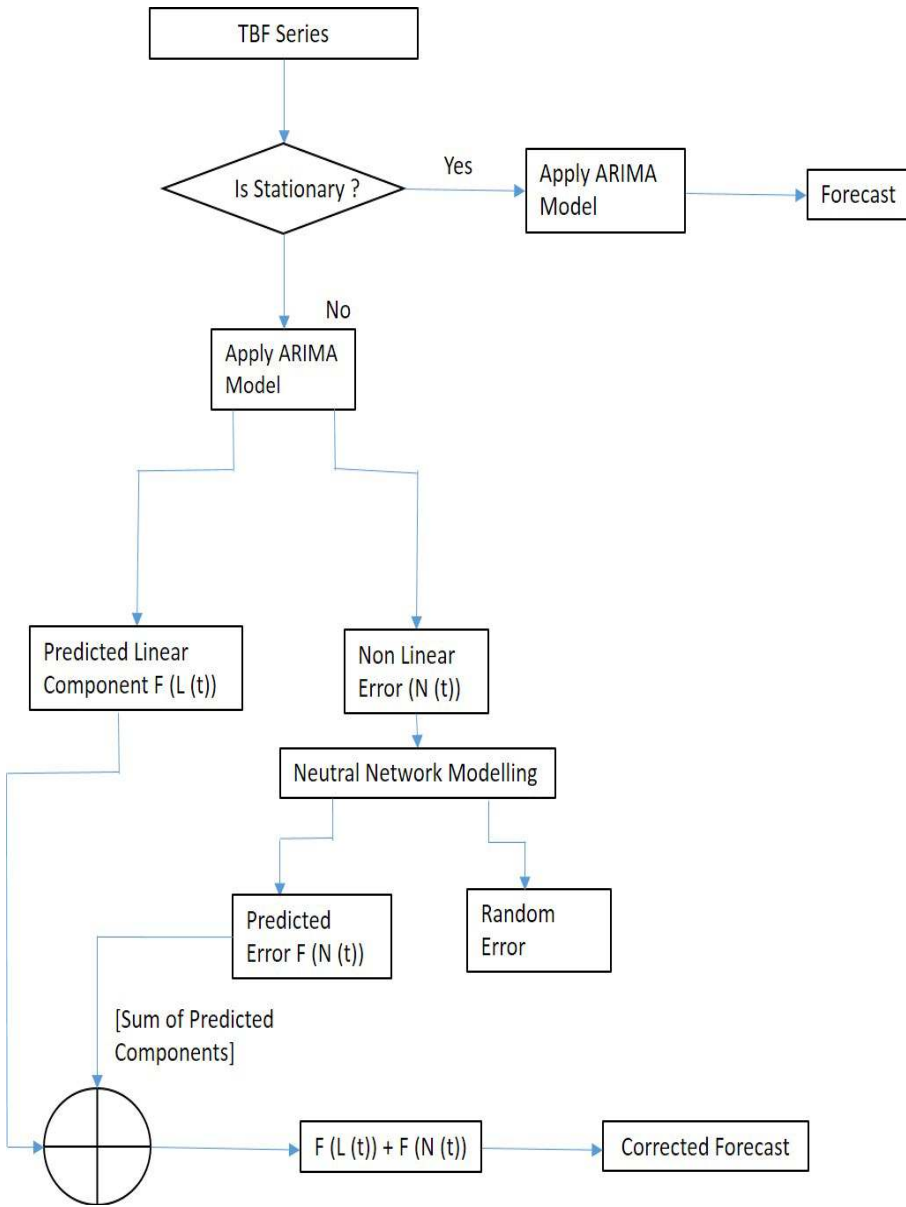 TBF Series
Is Stationary ?
Yes
Apply ARIMA
Model
Forecast
No
Apply ARIMA
Model
Predicted Linear
Component F (L (t))
Non Linear
Error (N (t))
Neutral Network Modelling
Predicted
Error F (N (t))
Random
Error
[Sum of Predicted
Components]
F (L (t)) + F (N (t))
Corrected Forecast